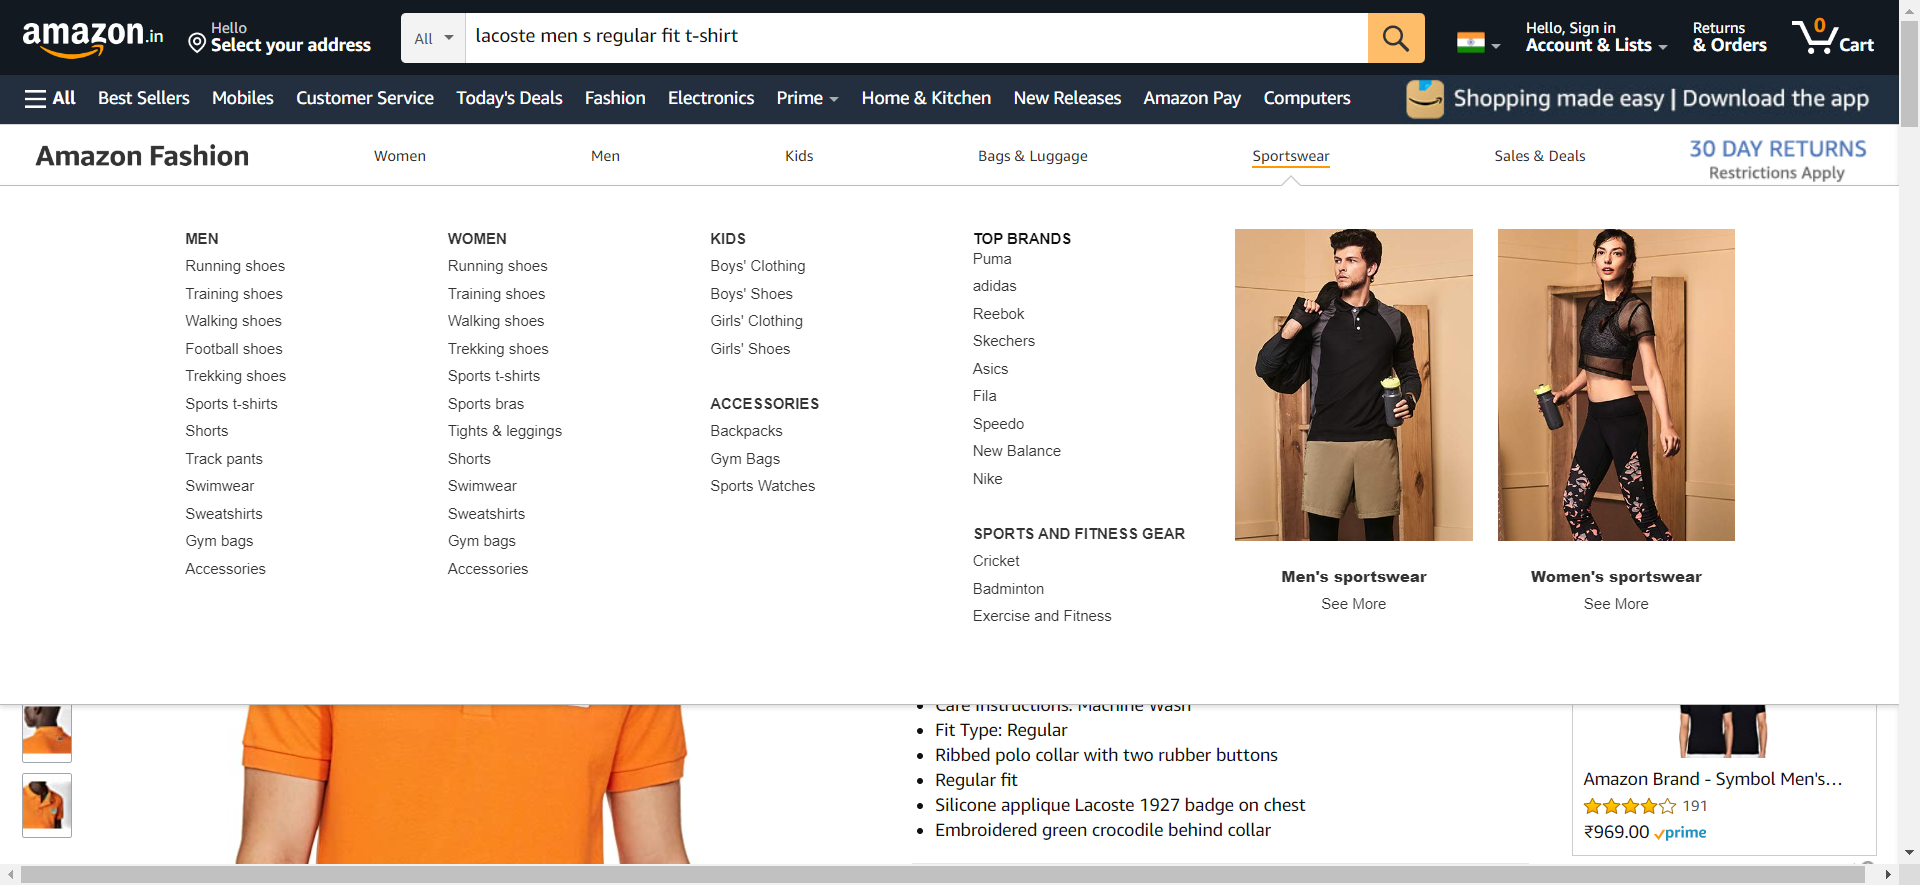 amazon.in
Hello
Select your address
All
lacoste men s regular fit t-shirt
Hello, Sign in
Account & Lists
Returns
& Orders
0
Cart
All
Best Sellers
Mobiles
Customer Service
Today's Deals
Fashion
Electronics
Prime
Home & Kitchen
New Releases
Amazon Pay
Computers
Shopping made easy | Download the app
Amazon Fashion
Women
Men
Kids
Bags & Luggage
Sportswear
Sales & Deals
30 DAY RETURNS
Restrictions Apply
MEN
Running shoes
Training shoes
Walking shoes
Football shoes
Trekking shoes
Sports t-shirts
Shorts
Track pants
Swimwear
Sweatshirts
Gym bags
Accessories
WOMEN
Running shoes
Training shoes
Walking shoes
Trekking shoes
Sports t-shirts
Sports bras
Tights & leggings
Shorts
Swimwear
Sweatshirts
Gym bags
Accessories
KIDS
Boys' Clothing
Boys' Shoes
Girls' Clothing
Girls' Shoes
ACCESSORIES
Backpacks
Gym Bags
Sports Watches
TOP BRANDS
Puma
adidas
Reebok
Skechers
Asics
Fila
Speedo
New Balance
Nike
SPORTS AND FITNESS GEAR
Cricket
Badminton
Exercise and Fitness
Men's sportswear
See More
Women's sportswear
See More
Care Instructions: Machine Wash
Fit Type: Regular
Ribbed polo collar with two rubber buttons
Regular fit
Silicone applique Lacoste 1927 badge on chest
Embroidered green crocodile behind collar
Amazon Brand - Symbol Men's...
191
₹969.00 prime